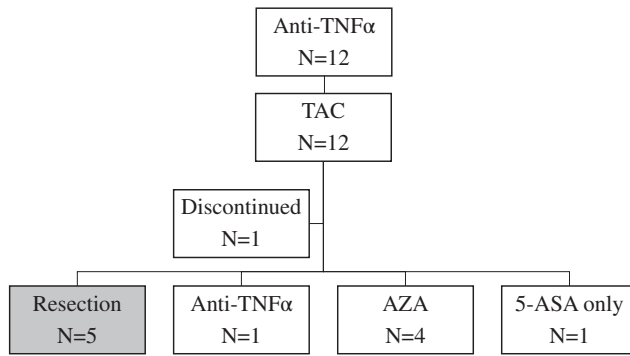 Anti-TNFα
N=12
TAC
N=12
Discontinued
N=1
Resection
N=5
Anti-TNFα
N=1
AZA
N=4
5-ASA only
N=1